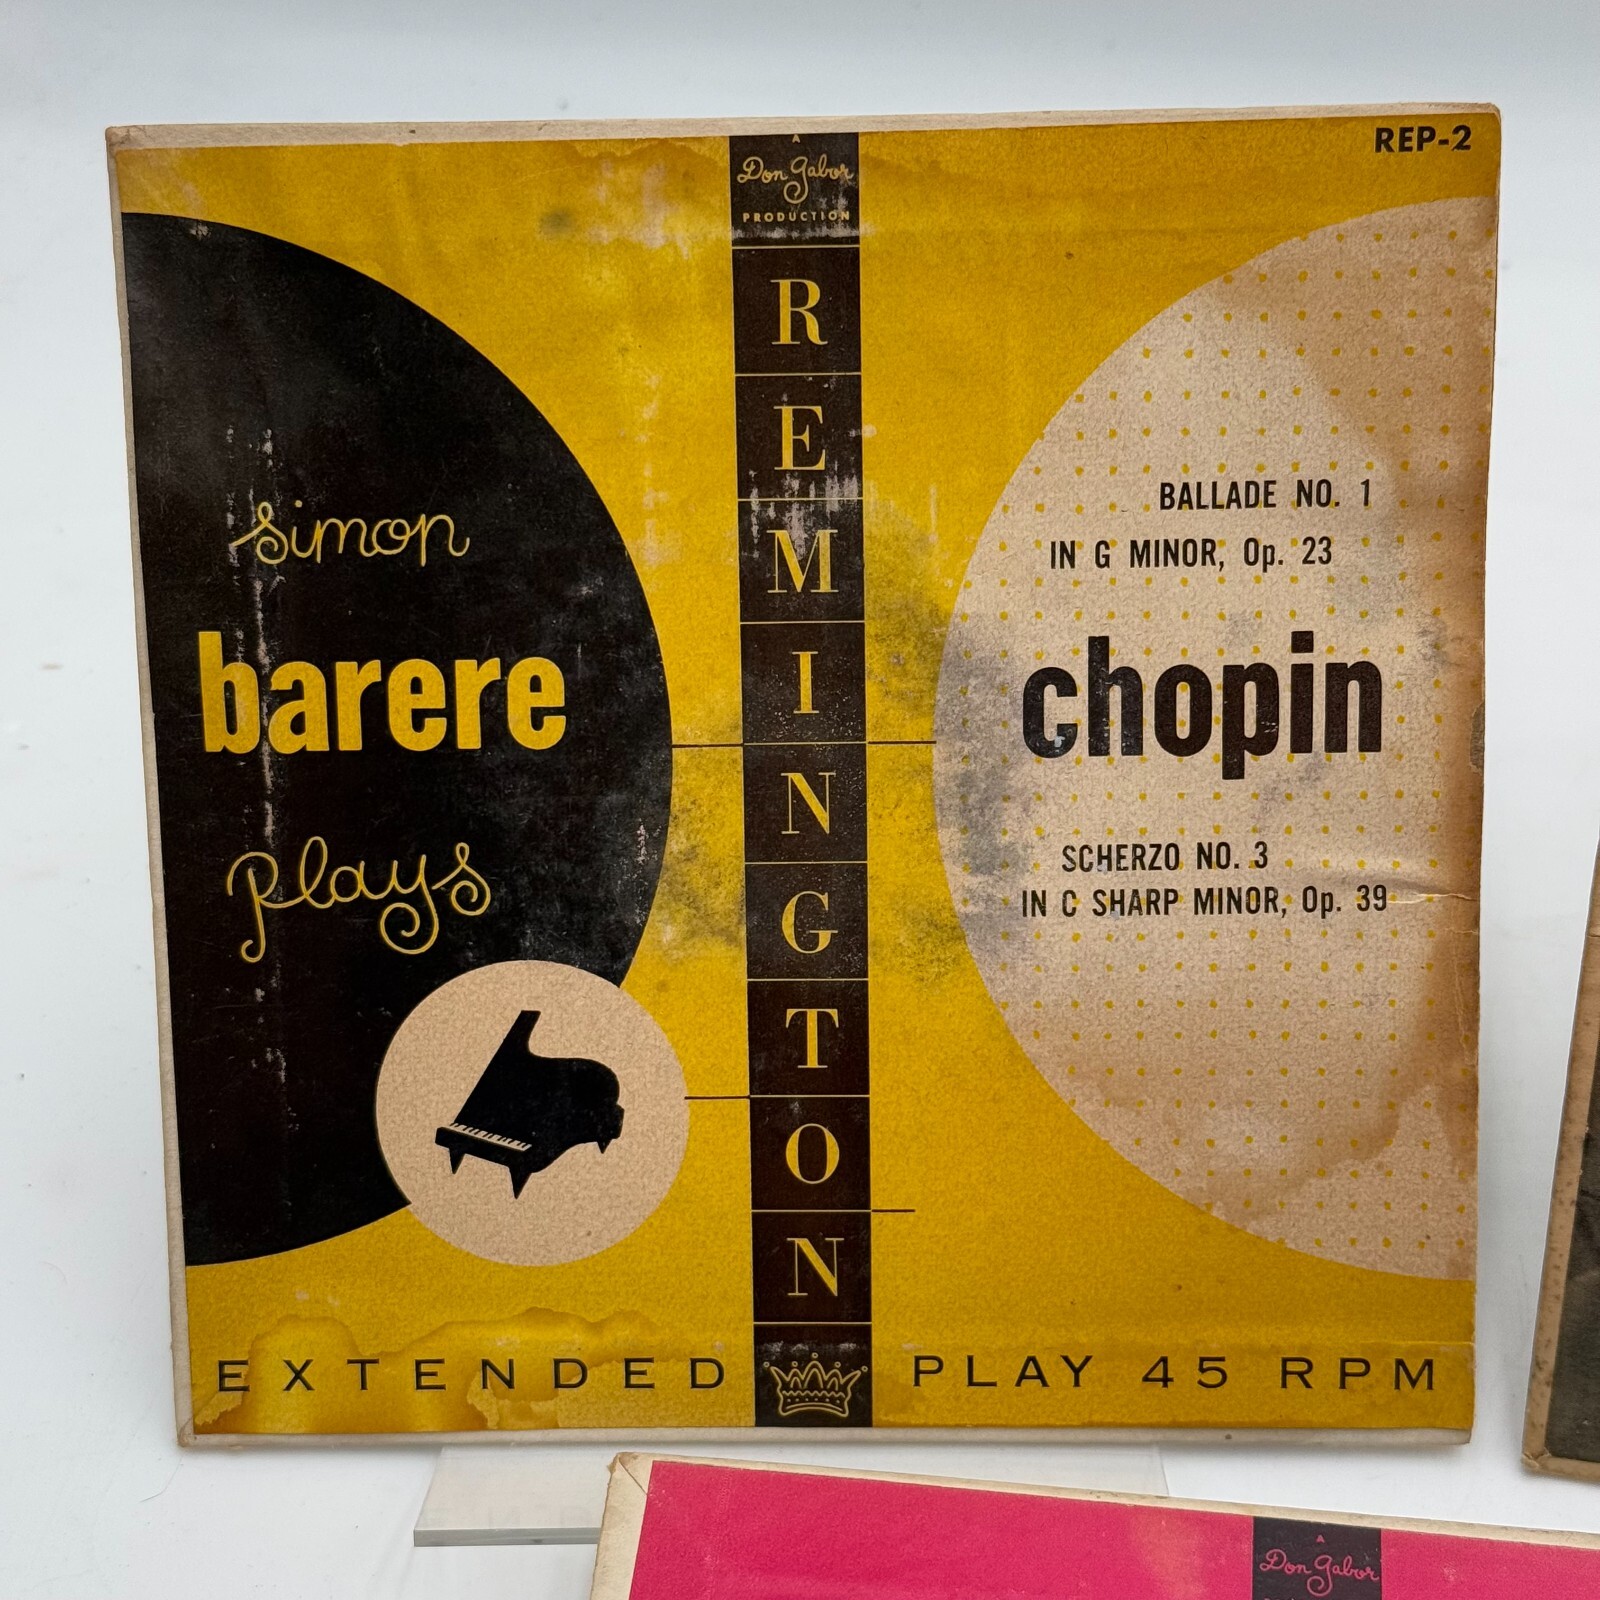 REP-2
A
Don Gabor
PRODUCTION
REMINGTON
simon
barere
plays
BALLADE NO. 1
IN G MINOR, Op. 23
chopin
SCHERZO NO. 3
IN C SHARP MINOR, Op. 39
EXTENDED PLAY 45 RPM
A
Don Gabor